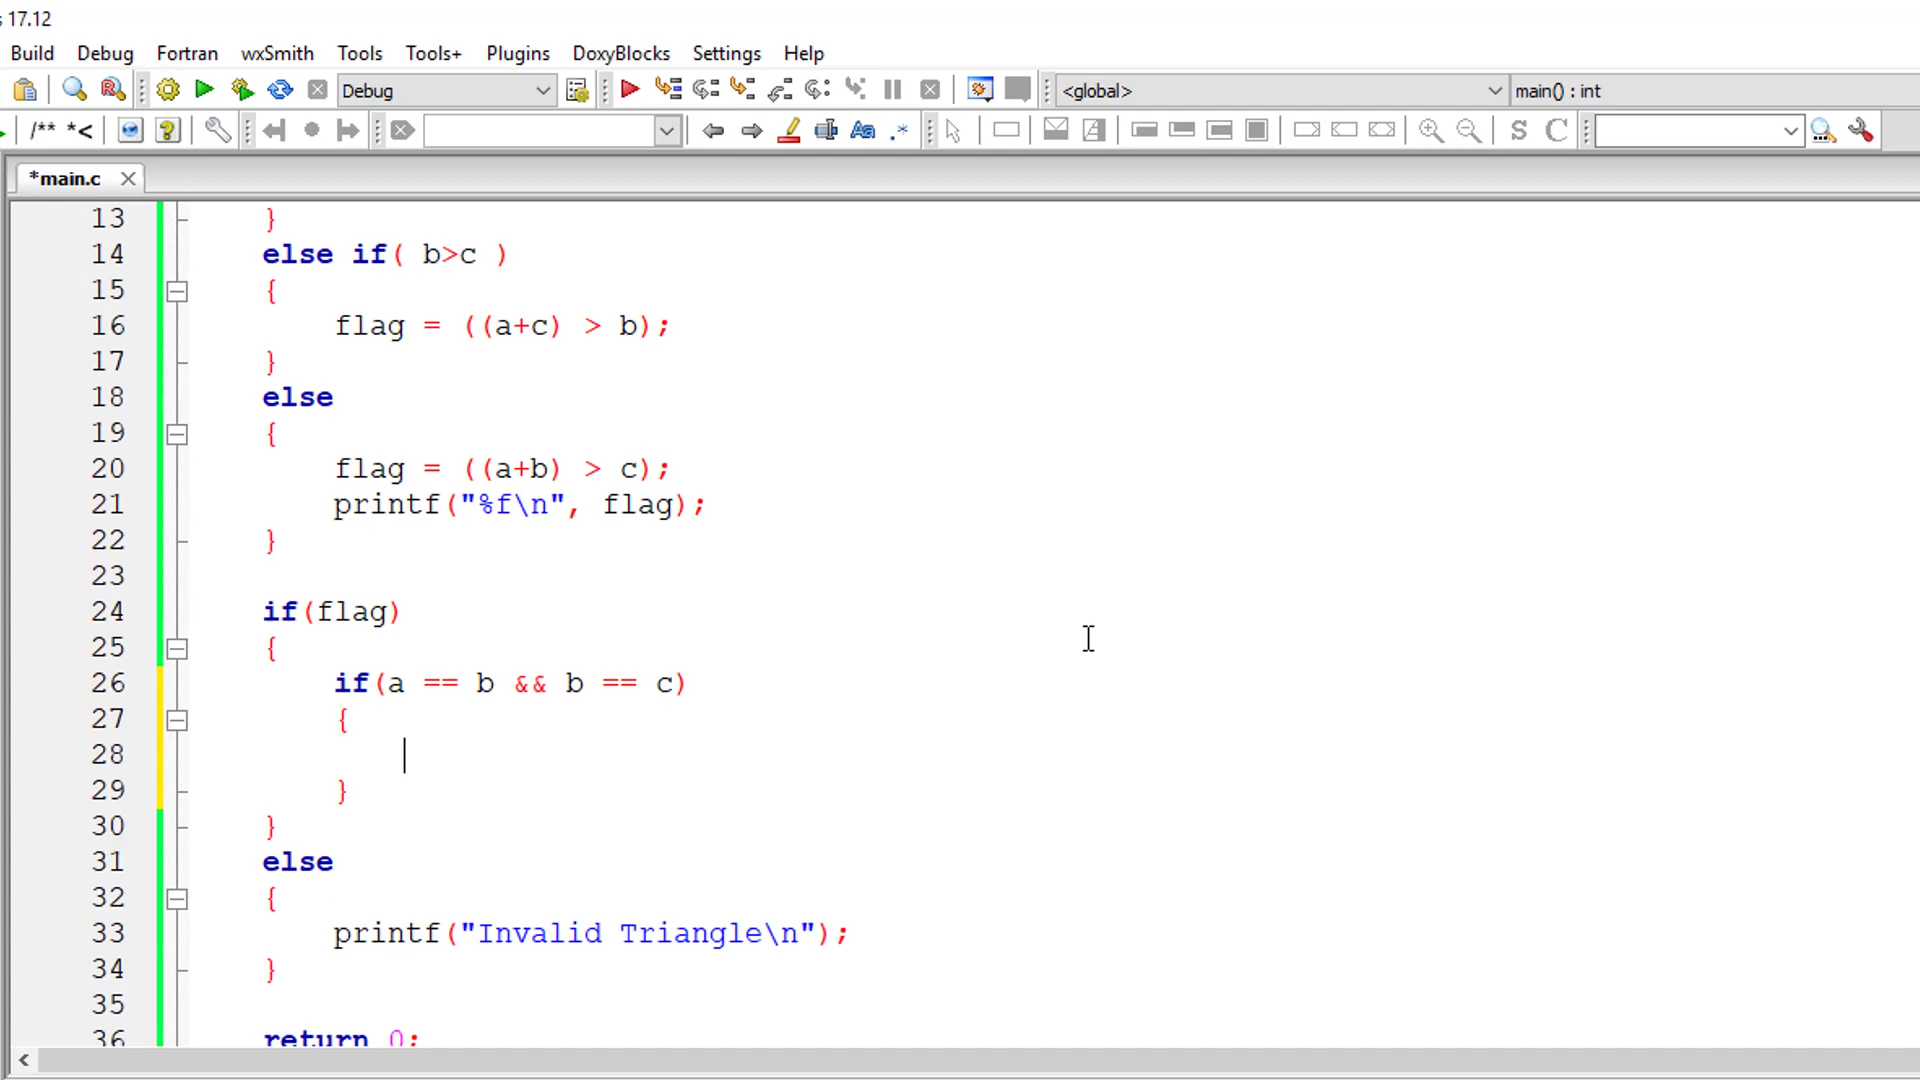 17.12
Build Debug Fortran wxSmith Tools Tools+ Plugins DoxyBlocks Settings Help
Debug <global> main() : int
/** *< Aa .* S C
*main.c
13 }
14 else if( b>c )
15 {
16 flag = ((a+c) > b);
17 }
18 else
19 {
20 flag = ((a+b) > c);
21 printf("%f\n", flag);
22 }
23
24 if(flag)
25 {
26 if(a == b && b == c)
27 {
28
29 }
30 }
31 else
32 {
33 printf("Invalid Triangle\n");
34 }
35
36 return 0;